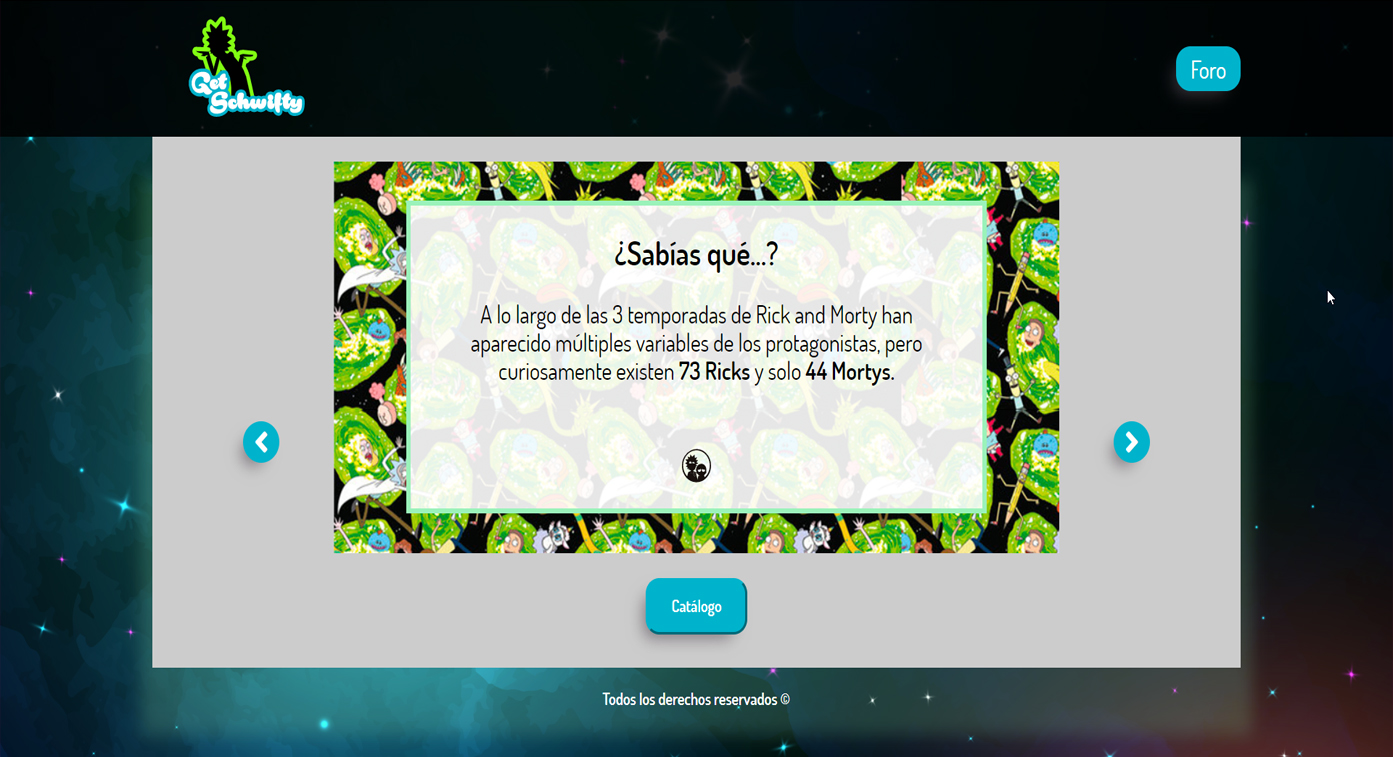 Get
Schwifty
Foro
¿Sabías qué...?
A lo largo de las 3 temporadas de Rick and Morty han
aparecido múltiples variables de los protagonistas, pero
curiosamente existen 73 Ricks y solo 44 Mortys.
Catálogo
Todos los derechos reservados ©